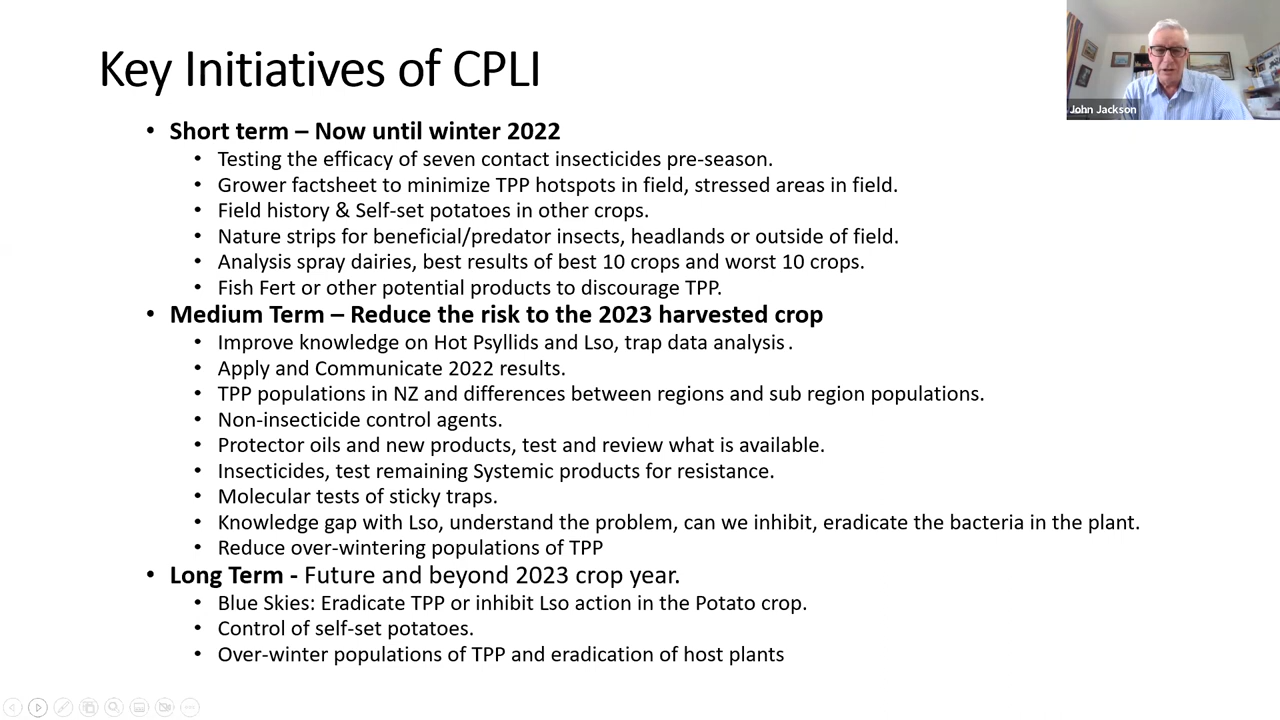 Key Initiatives of CPLI
John Jackson
• Short term – Now until winter 2022
• Testing the efficacy of seven contact insecticides pre-season.
• Grower factsheet to minimize TPP hotspots in field, stressed areas in field.
• Field history & Self-set potatoes in other crops.
• Nature strips for beneficial/predator insects, headlands or outside of field.
• Analysis spray dairies, best results of best 10 crops and worst 10 crops.
• Fish Fert or other potential products to discourage TPP.
• Medium Term – Reduce the risk to the 2023 harvested crop
• Improve knowledge on Hot Psyllids and Lso, trap data analysis.
• Apply and Communicate 2022 results.
• TPP populations in NZ and differences between regions and sub region populations.
• Non-insecticide control agents.
• Protector oils and new products, test and review what is available.
• Insecticides, test remaining Systemic products for resistance.
• Molecular tests of sticky traps.
• Knowledge gap with Lso, understand the problem, can we inhibit, eradicate the bacteria in the plant.
• Reduce over-wintering populations of TPP
• Long Term - Future and beyond 2023 crop year.
• Blue Skies: Eradicate TPP or inhibit Lso action in the Potato crop.
• Control of self-set potatoes.
• Over-winter populations of TPP and eradication of host plants